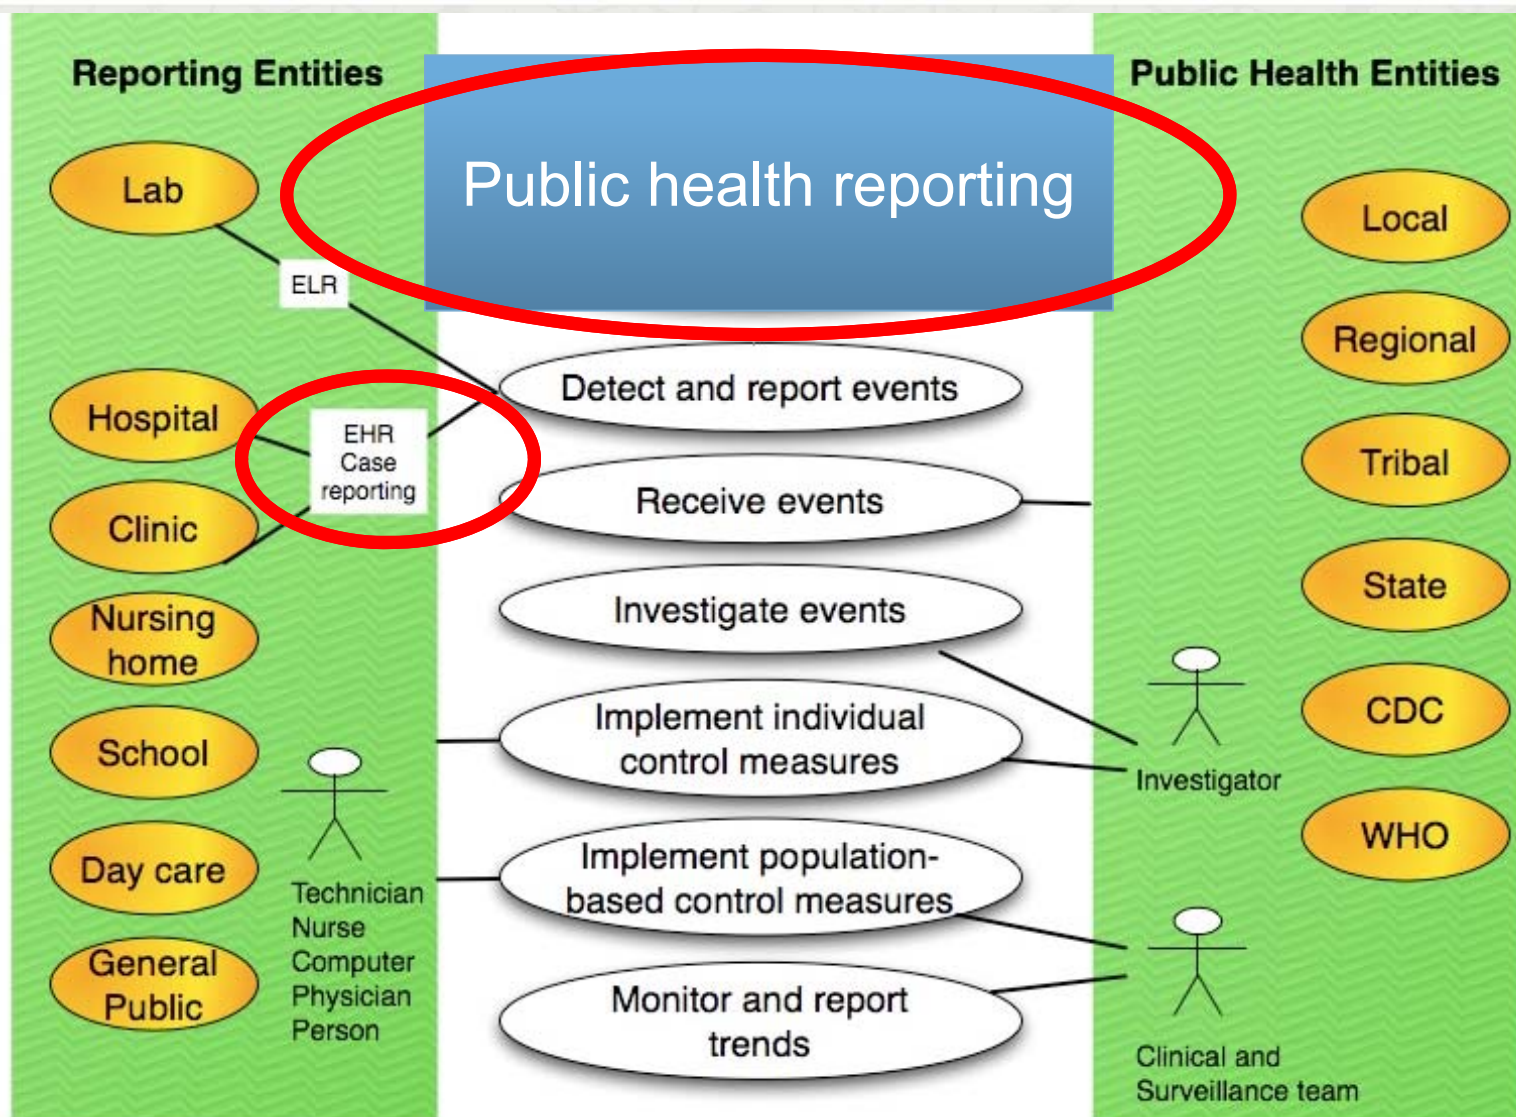 Reporting Entities
Lab
ELR
Hospital
EHR
Case
reporting
Clinic
Nursing
home
School
Day care
General
Public
Technician
Nurse
Computer
Physician
Person
Public health reporting
Detect and report events
Receive events
Investigate events
Implement individual
control measures
Implement population-
based control measures
Monitor and report
trends
Public Health Entities
Local
Regional
Tribal
State
CDC
WHO
Investigator
Clinical and
Surveillance team